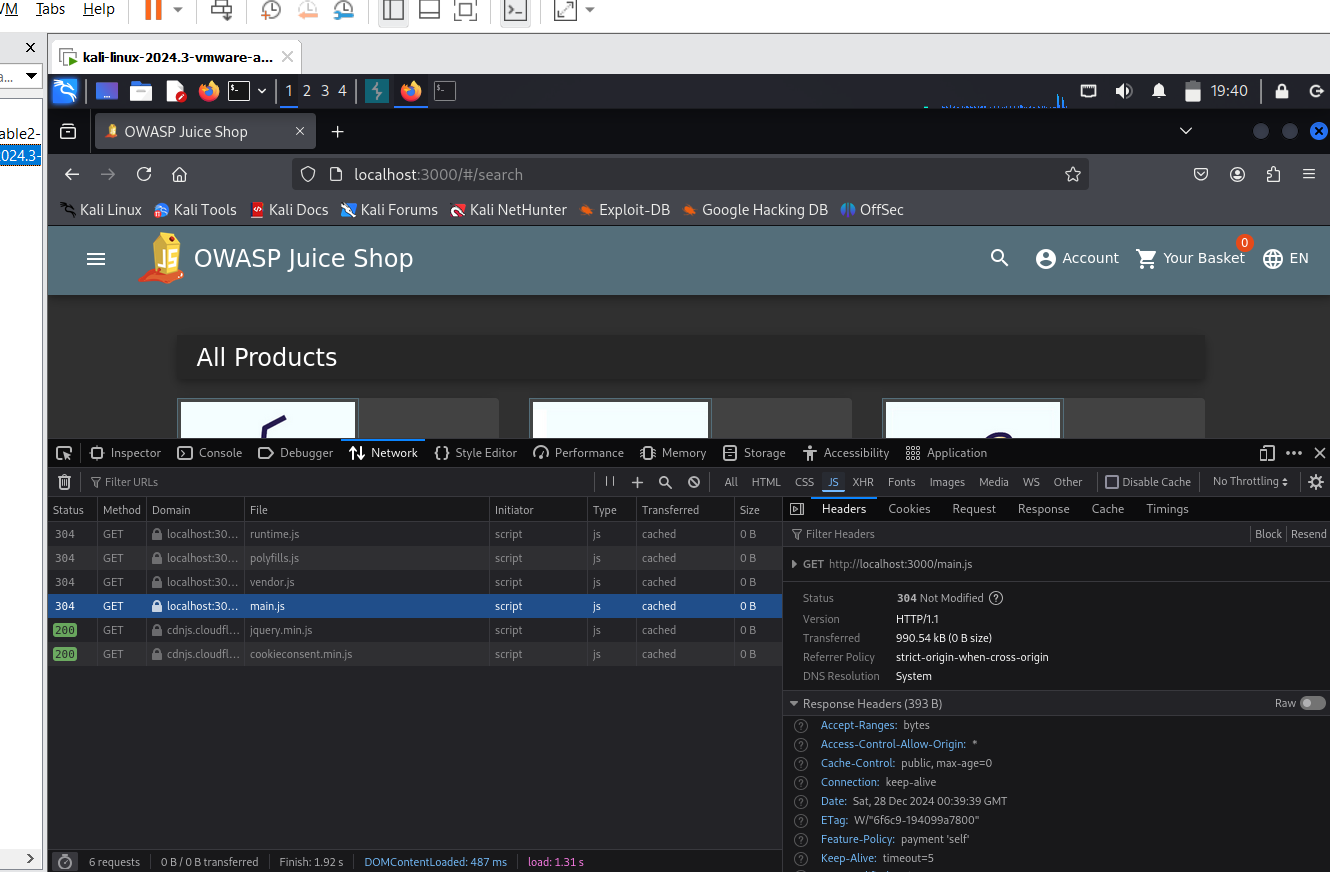 VM Tabs Help
kali-linux-2024.3-vmware-a...
a...
1 2 3 4
19:40
able2-
2024.3-
OWASP Juice Shop
localhost:3000/#/search
Kali Linux Kali Tools Kali Docs Kali Forums Kali NetHunter Exploit-DB Google Hacking DB OffSec
OWASP Juice Shop
Account Your Basket 0 EN
All Products
Inspector Console Debugger Network Style Editor Performance Memory Storage Accessibility Application
Filter URLs All HTML CSS JS XHR Fonts Images Media WS Other Disable Cache No Throttling
Status Method Domain File Initiator Type Transferred Size
304 GET localhost:30... runtime.js script js cached 0 B
304 GET localhost:30... polyfills.js script js cached 0 B
304 GET localhost:30... vendor.js script js cached 0 B
304 GET localhost:30... main.js script js cached 0 B
200 GET cdnjs.cloudfl... jquery.min.js script js cached 0 B
200 GET cdnjs.cloudfl... cookieconsent.min.js script js cached 0 B
6 requests 0 B / 0 B transferred Finish: 1.92 s DOMContentLoaded: 487 ms load: 1.31 s
Headers Cookies Request Response Cache Timings
Filter Headers Block Resend
GET http://localhost:3000/main.js
Status 304 Not Modified
Version HTTP/1.1
Transferred 990.54 kB (0 B size)
Referrer Policy strict-origin-when-cross-origin
DNS Resolution System
Response Headers (393 B) Raw
Accept-Ranges: bytes
Access-Control-Allow-Origin: *
Cache-Control: public, max-age=0
Connection: keep-alive
Date: Sat, 28 Dec 2024 00:39:39 GMT
ETag: W/"6f6c9-194099a7800"
Feature-Policy: payment 'self'
Keep-Alive: timeout=5